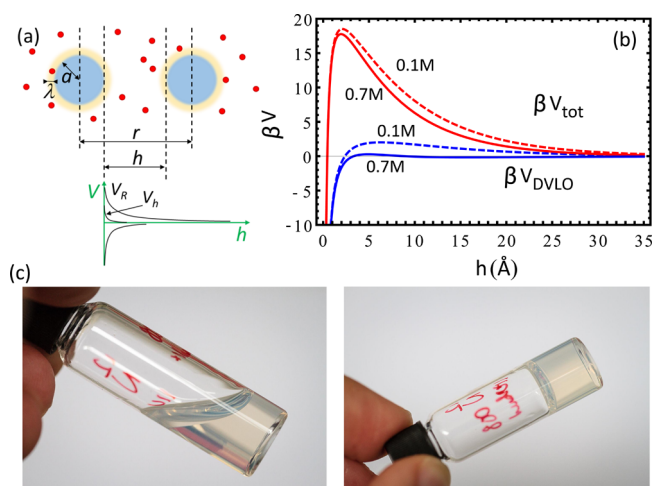 (a)
λ
a
r
h
V
V_R
V_h
h
(b)
βV
20
15
10
5
0
-5
-10
0.1M
0.7M
βV_tot
0.1M
0.7M
βV_DVLO
0 5 10 15 20 25 30 35
h(Å)
(c)